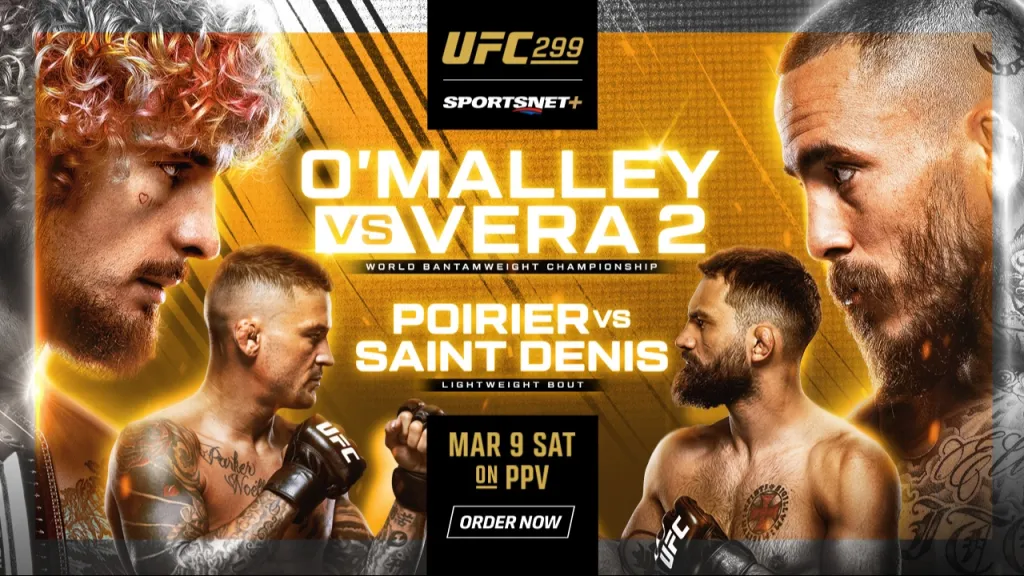 UFC 299
SPORTSNET+
O'MALLEY
VS VERA 2
WORLD BANTAMWEIGHT CHAMPIONSHIP
POIRIER VS
SAINT DENIS
LIGHTWEIGHT BOUT
UFC
Parker
UFC
MAR 9 SAT
ON PPV
ORDER NOW